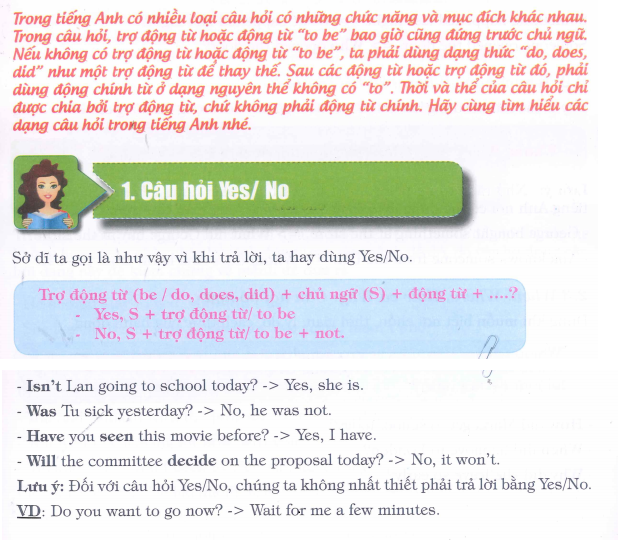 Trong tiếng Anh có nhiều loại câu hỏi có những chức năng và mục đích khác nhau.
Trong câu hỏi, trợ động từ hoặc động từ “to be” bao giờ cũng đứng trước chủ ngữ.
Nếu không có trợ động từ hoặc động từ “to be”, ta phải dùng dạng thức “do, does,
did” như một trợ động từ để thay thế. Sau các động từ hoặc trợ động từ đó, phải
dùng động chính từ ở dạng nguyên thể không có “to”. Thời và thể của câu hỏi chỉ
được chia bởi trợ động từ, chứ không phải động từ chính. Hãy cùng tìm hiểu các
dạng câu hỏi trong tiếng Anh nhé.
1. Câu hỏi Yes/ No
Sở dĩ ta gọi là như vậy vì khi trả lời, ta hay dùng Yes/No.
Trợ động từ (be / do, does, did) + chủ ngữ (S) + động từ + ....?
- Yes, S + trợ động từ/ to be
- No, S + trợ động từ/ to be + not.
- Isn’t Lan going to school today? -> Yes, she is.
- Was Tu sick yesterday? -> No, he was not.
- Have you seen this movie before? -> Yes, I have.
- Will the committee decide on the proposal today? -> No, it won’t.
Lưu ý: Đối với câu hỏi Yes/No, chúng ta không nhất thiết phải trả lời bằng Yes/No.
VD: Do you want to go now? -> Wait for me a few minutes.